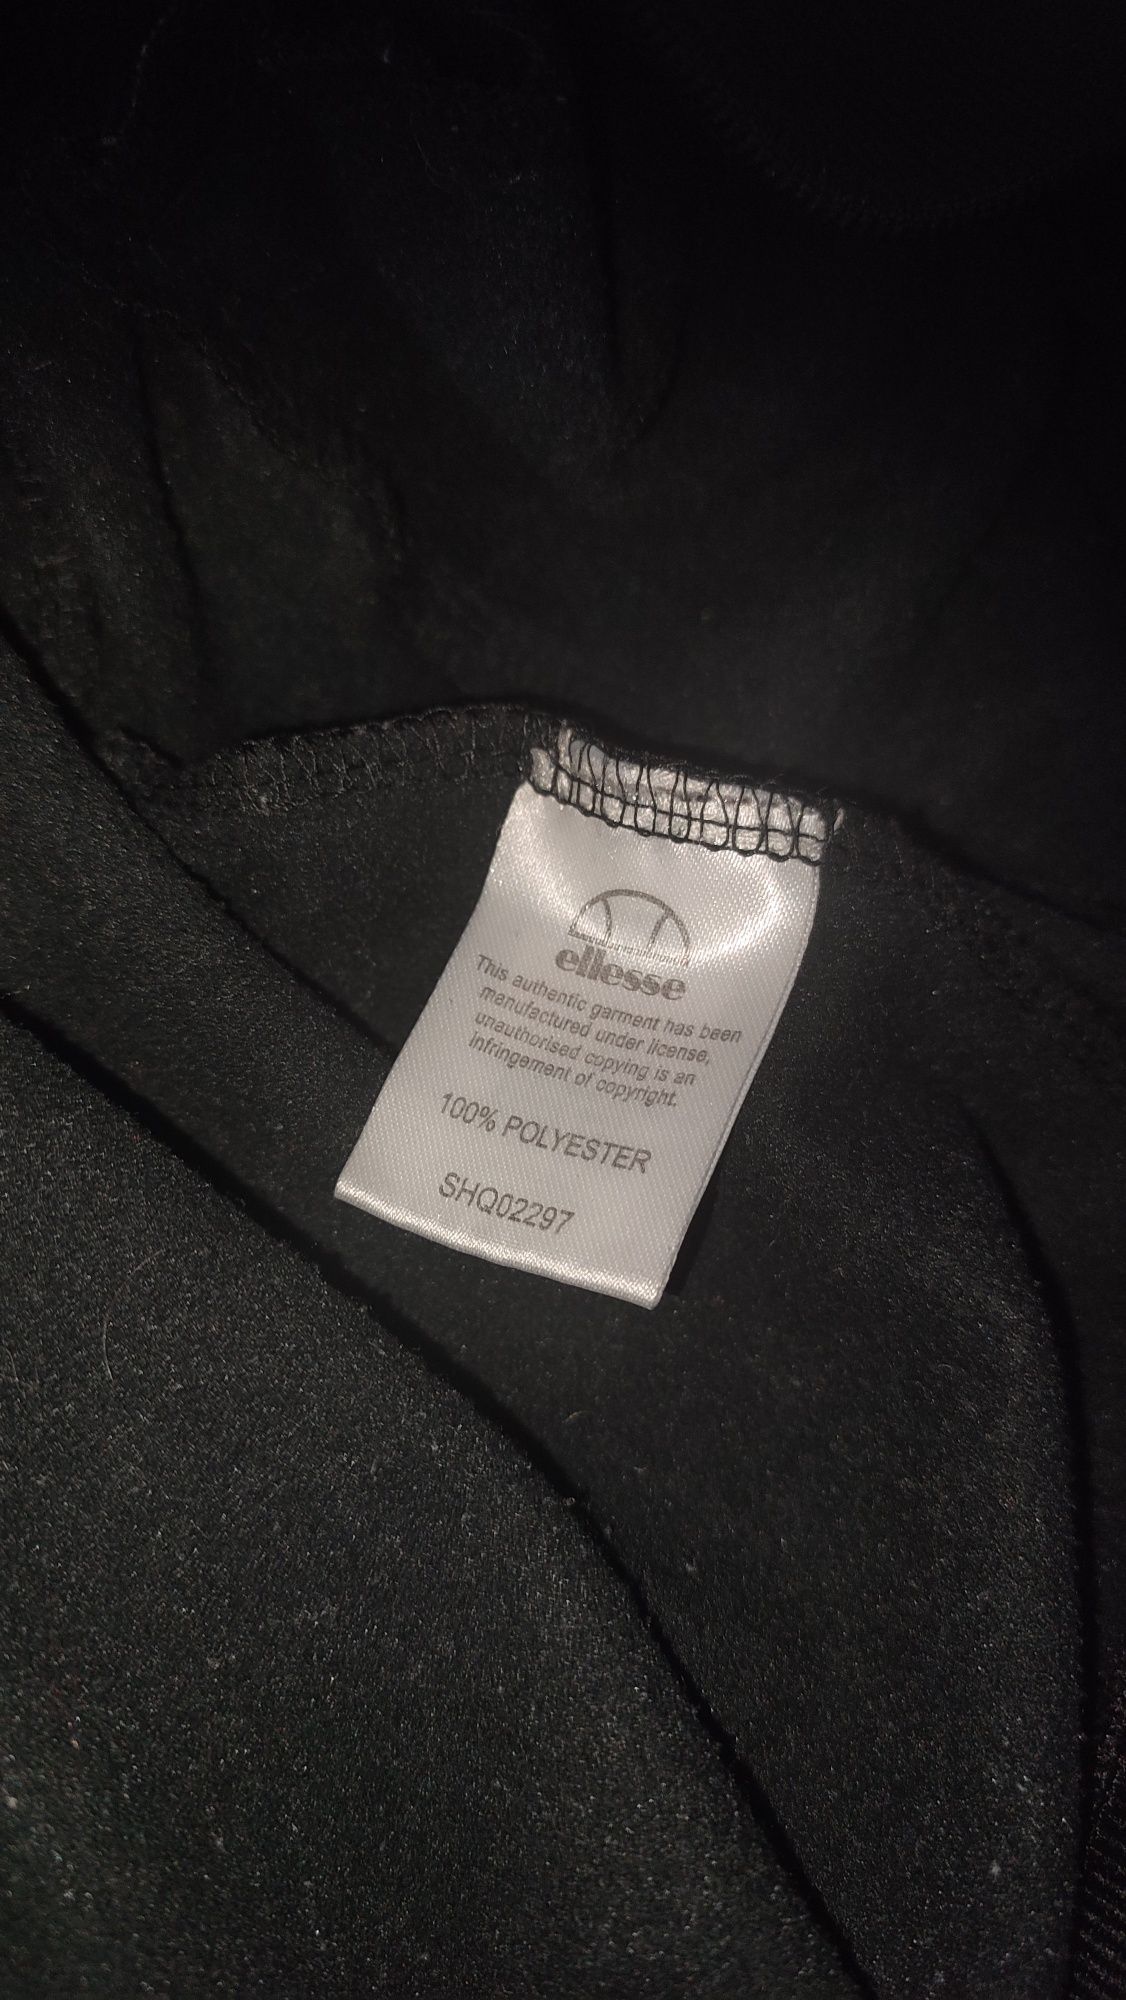 ellesse
This authentic garment has been
manufactured under license,
unauthorised copying is an
infringement of copyright.
100% POLYESTER
SHQ02297